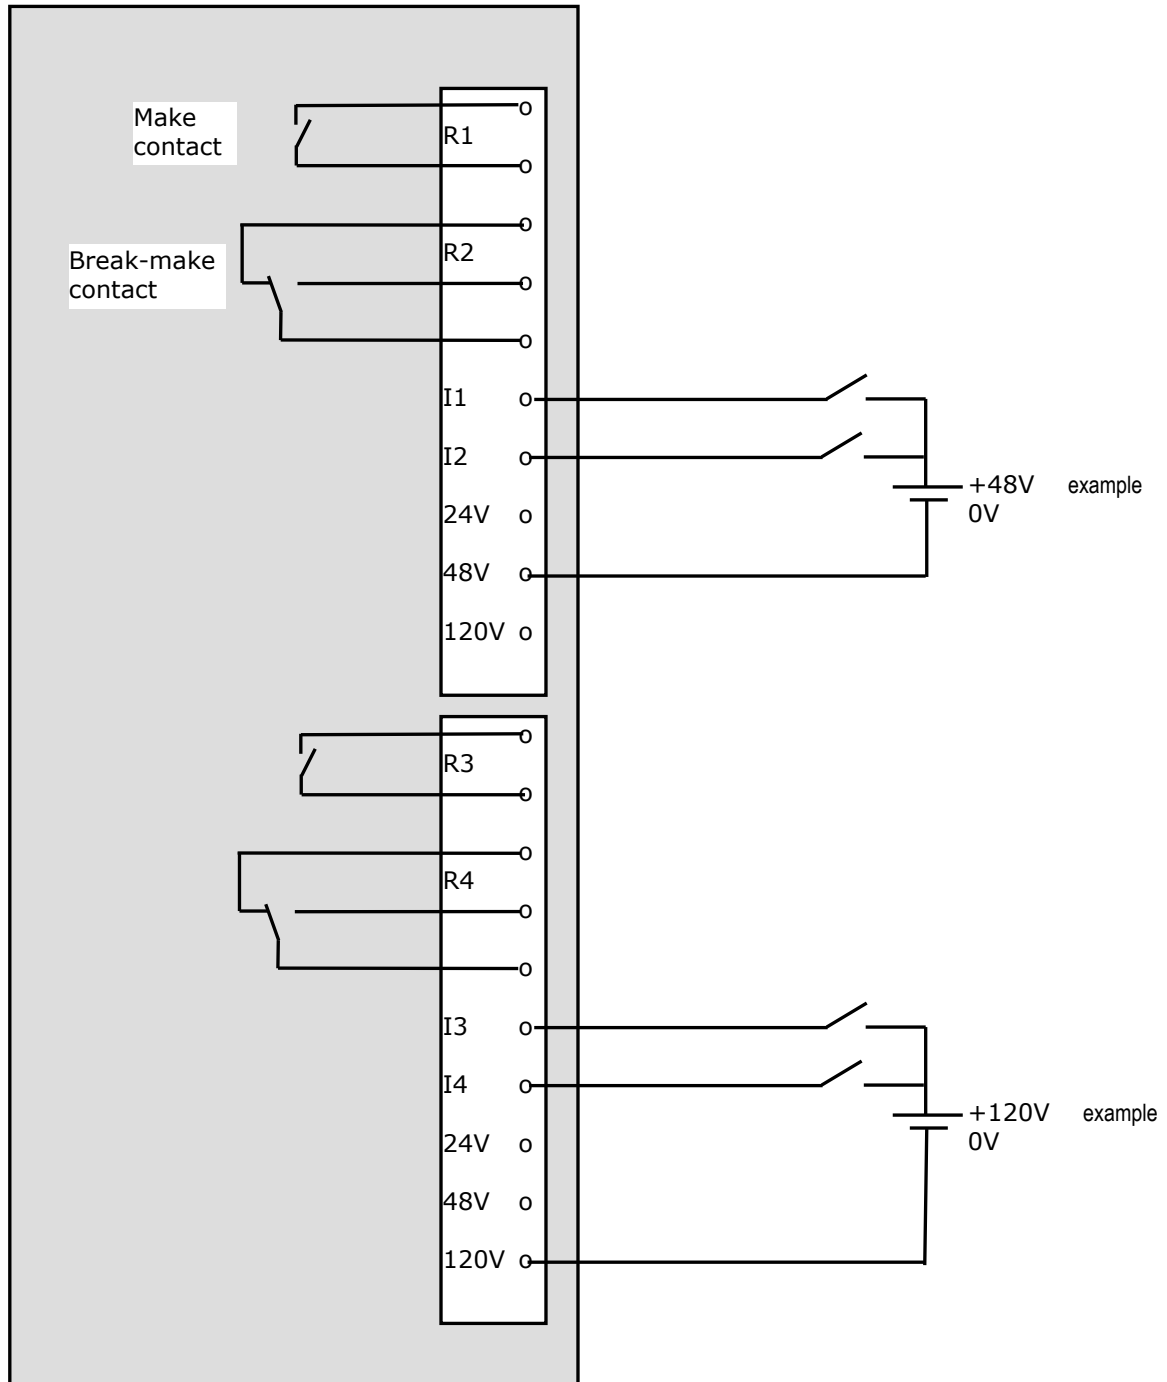 Make
contact
R1
R2
Break-make
contact
I1
I2
24V
+48V example
0V
48V
120V
R3
R4
I3
I4
+120V example
0V
24V
48V
120V